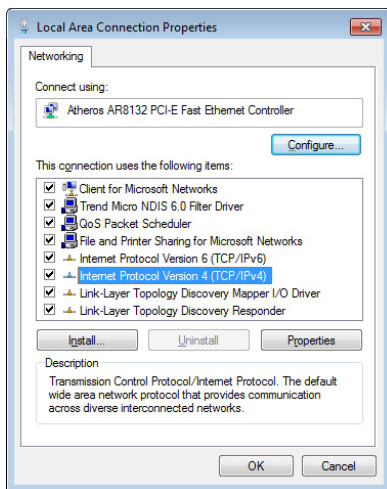 Local Area Connection Properties
Networking
Connect using:
Atheros AR8132 PCI-E Fast Ethernet Controller
Configure...
This connection uses the following items:
Client for Microsoft Networks
Trend Micro NDIS 6.0 Filter Driver
QoS Packet Scheduler
File and Printer Sharing for Microsoft Networks
Internet Protocol Version 6 (TCP/IPv6)
Internet Protocol Version 4 (TCP/IPv4)
Link-Layer Topology Discovery Mapper I/O Driver
Link-Layer Topology Discovery Responder
Install... Uninstall Properties
Description
Transmission Control Protocol/Internet Protocol. The default
wide area network protocol that provides communication
across diverse interconnected networks.
OK Cancel